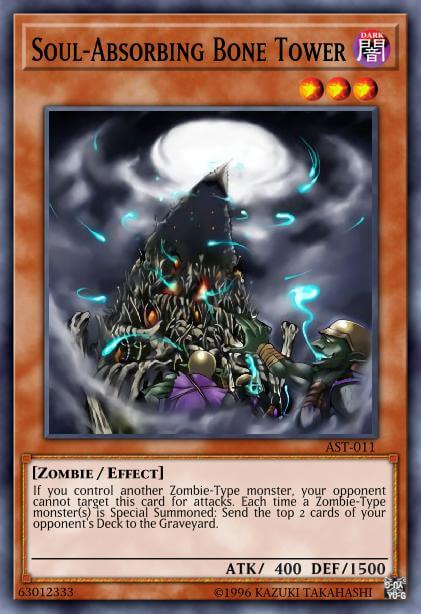 SOUL-ABSORBING BONE TOWER
DARK
闇
AST-011
[ZOMBIE / EFFECT]
If you control another Zombie-Type monster, your opponent
cannot target this card for attacks. Each time a Zombie-Type
monster(s) is Special Summoned: Send the top 2 cards of your
opponent's Deck to the Graveyard.
ATK/ 400 DEF/1500
63012333
©1996 KAZUKI TAKAHASHI